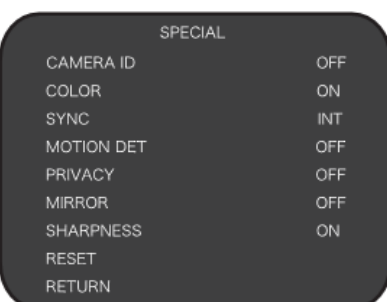 SPECIAL
CAMERA ID OFF
COLOR ON
SYNC INT
MOTION DET OFF
PRIVACY OFF
MIRROR OFF
SHARPNESS ON
RESET
RETURN